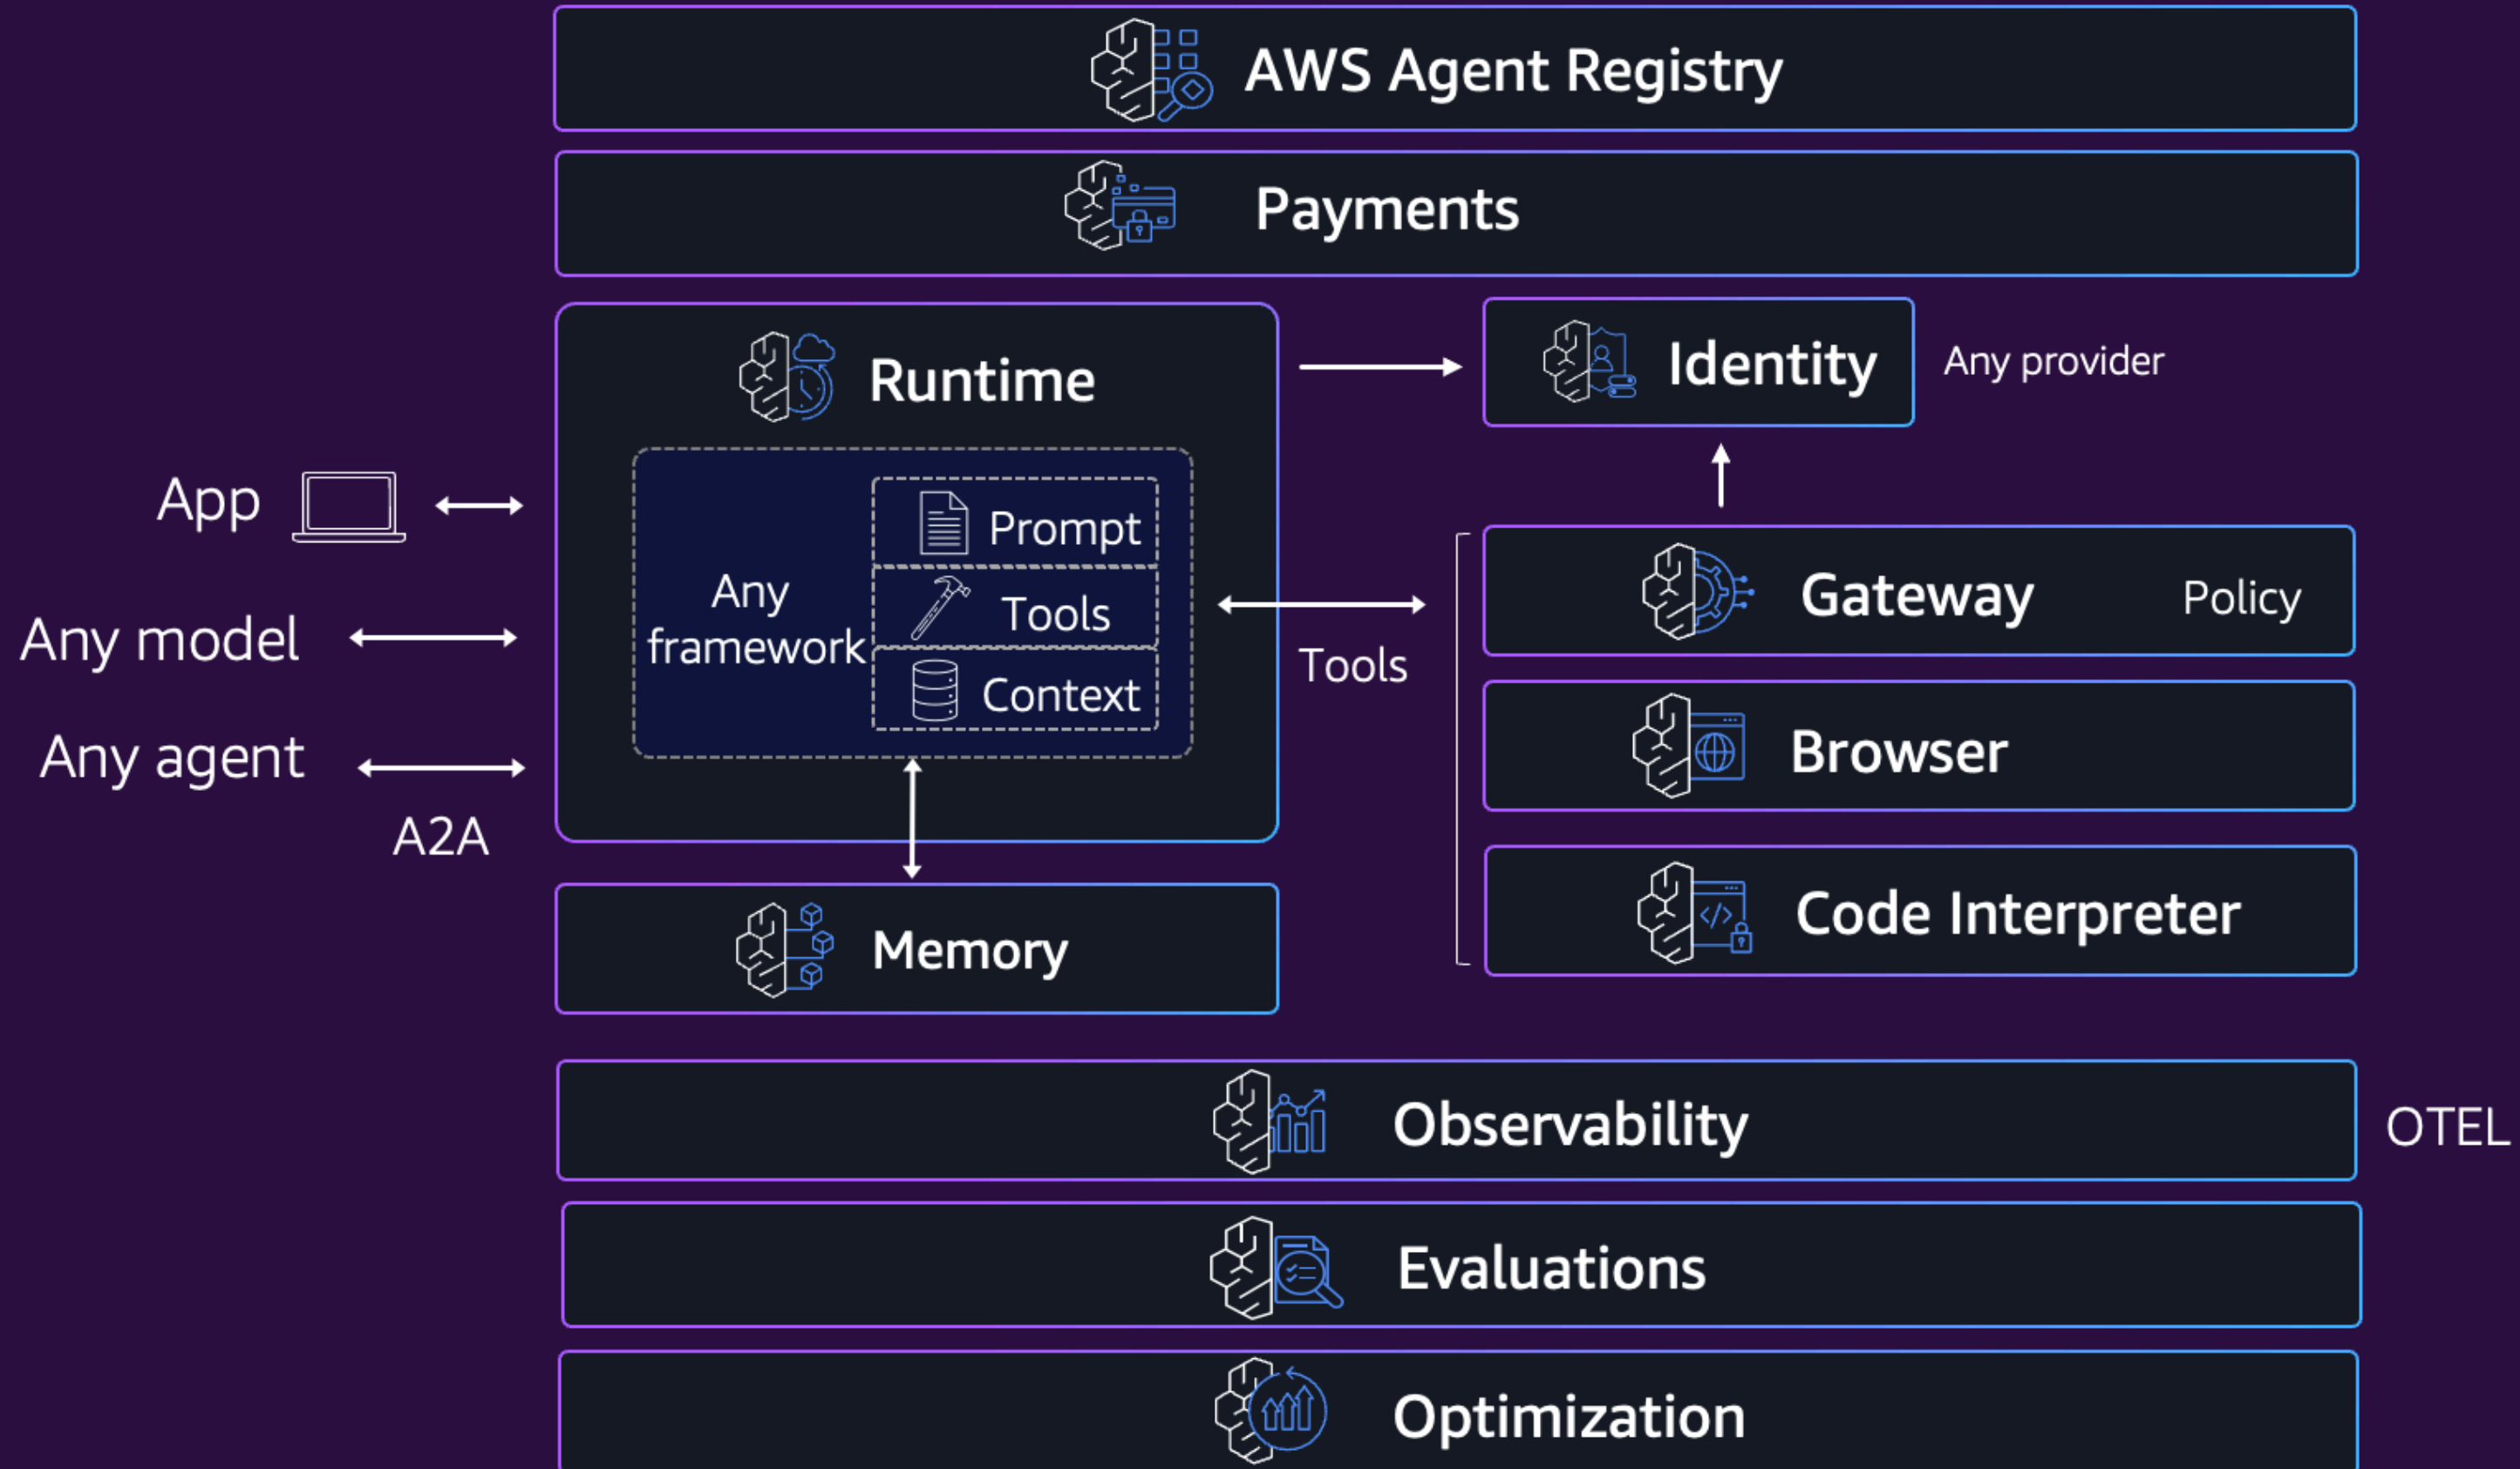 AWS Agent Registry
Payments
Runtime
Identity
Any provider
App
Any model
Any agent
A2A
Any
framework
Prompt
Tools
Context
Tools
Gateway
Policy
Browser
Code Interpreter
Memory
Observability
OTEL
Evaluations
Optimization